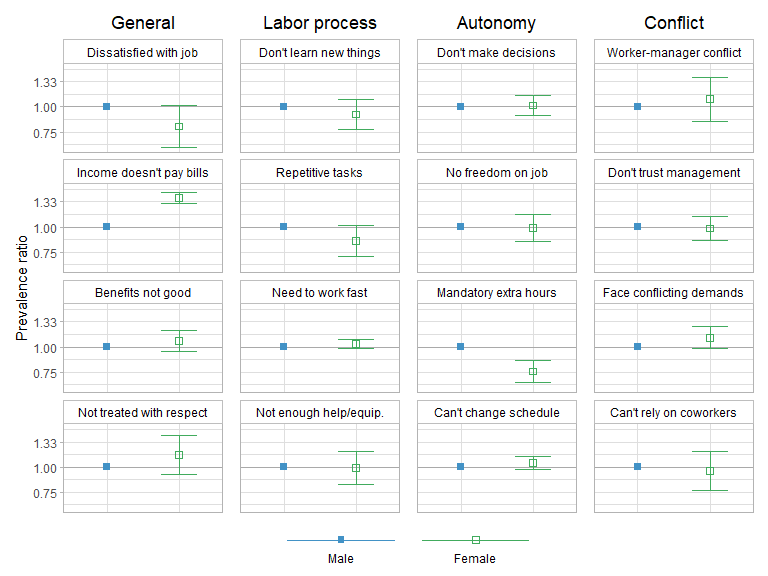 General Labor process Autonomy Conflict
Dissatisfied with job Don't learn new things Don't make decisions Worker-manager conflict
1.33
1.00
0.75
Income doesn't pay bills Repetitive tasks No freedom on job Don't trust management
1.33
1.00
0.75
Prevalence ratio
Benefits not good Need to work fast Mandatory extra hours Face conflicting demands
1.33
1.00
0.75
Not treated with respect Not enough help/equip. Can't change schedule Can't rely on coworkers
1.33
1.00
0.75
Male Female